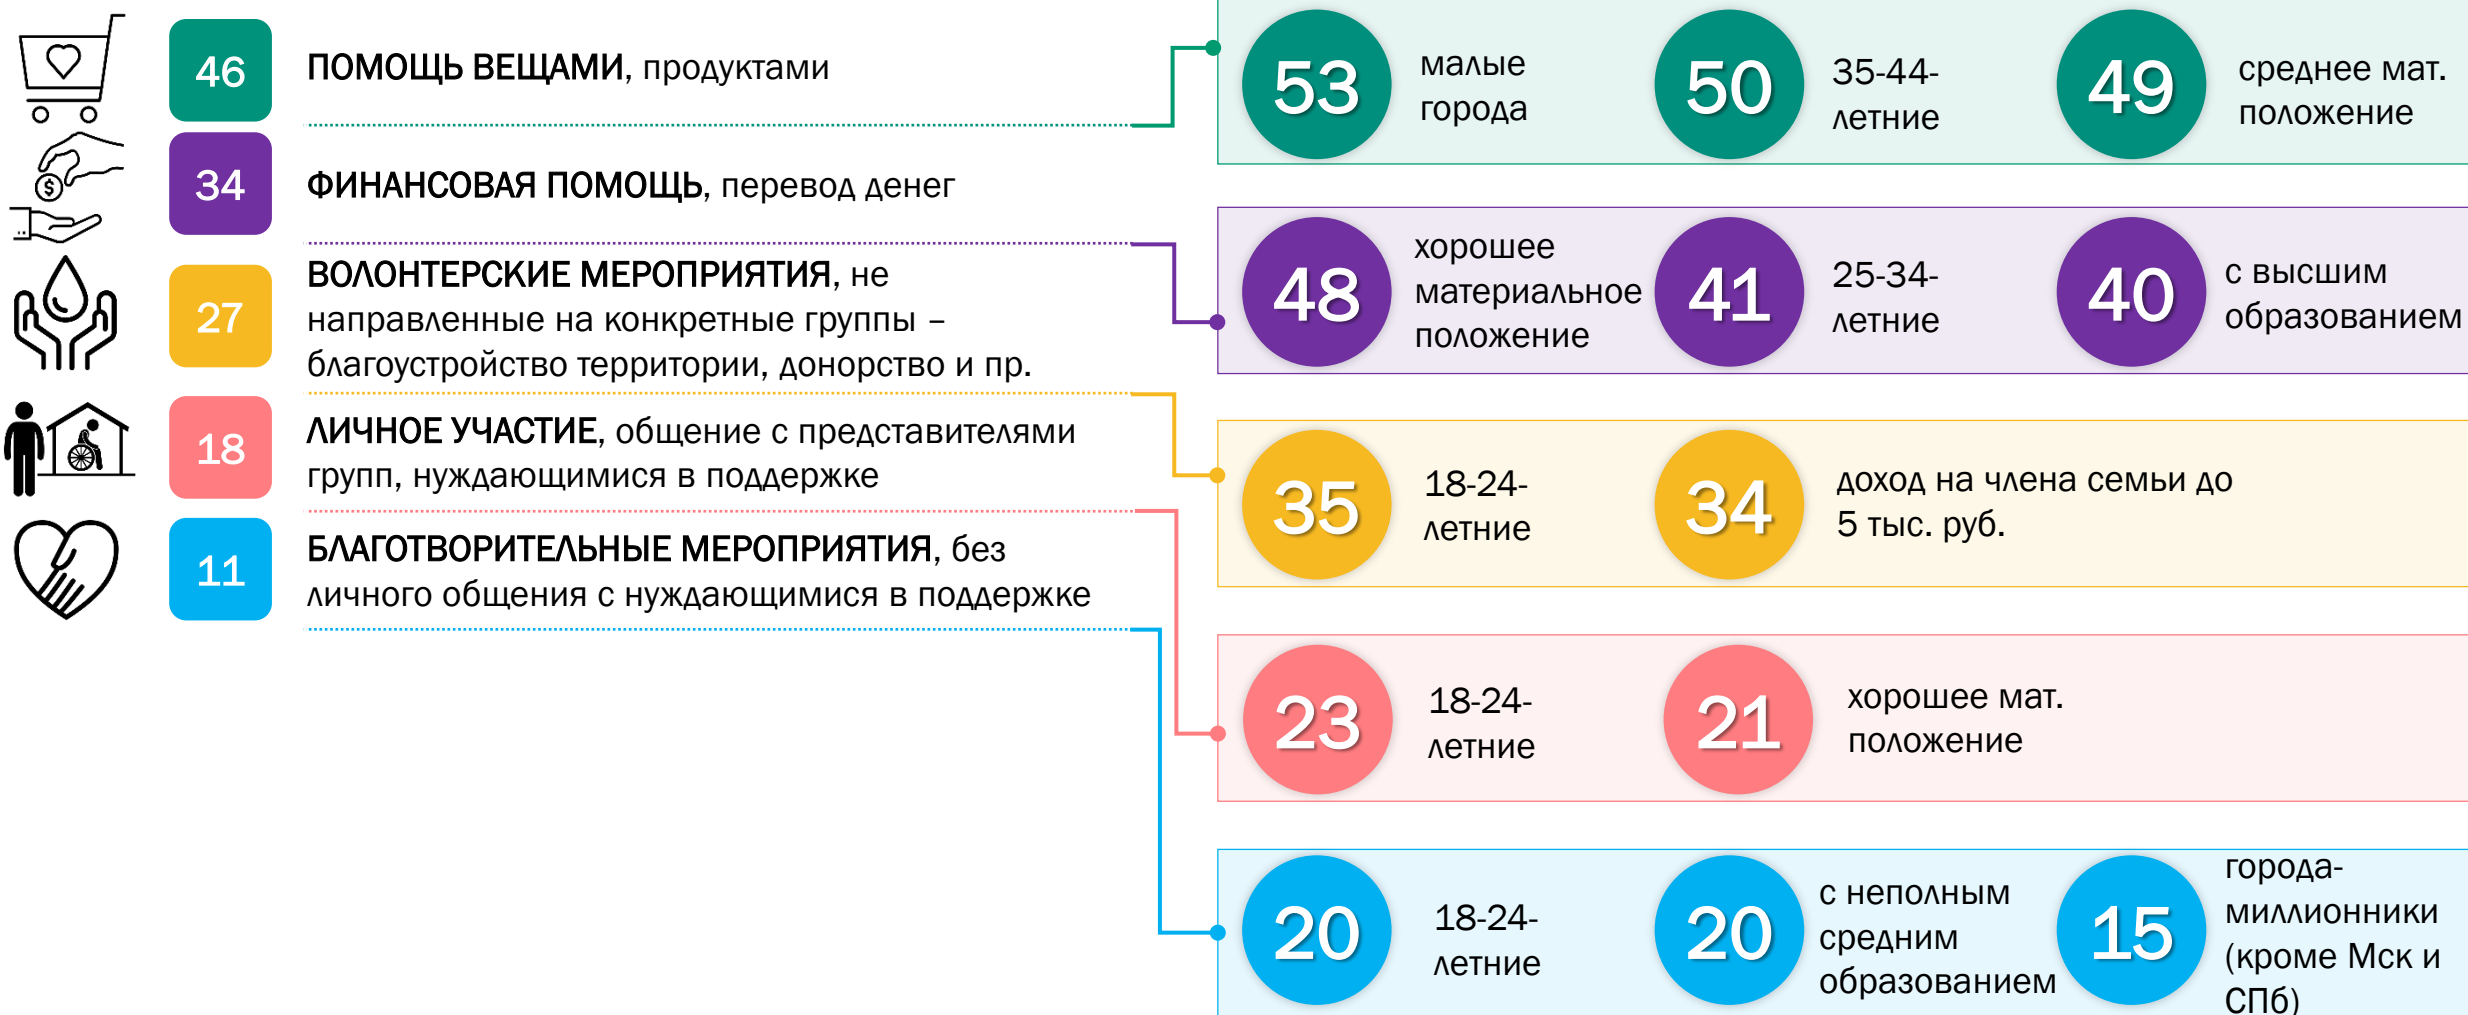 46
ПОМОЩЬ ВЕЩАМИ, продуктами
34
ФИНАНСОВАЯ ПОМОЩЬ, перевод денег
27
ВОЛОНТЕРСКИЕ МЕРОПРИЯТИЯ, не
направленные на конкретные группы –
благоустройство территории, донорство и пр.
18
ЛИЧНОЕ УЧАСТИЕ, общение с представителями
групп, нуждающимися в поддержке
11
БЛАГОТВОРИТЕЛЬНЫЕ МЕРОПРИЯТИЯ, без
личного общения с нуждающимися в поддержке
53
малые
города
50
35-44-
летние
49
среднее мат.
положение
48
хорошее
материальное
положение
41
25-34-
летние
40
с высшим
образованием
35
18-24-
летние
34
доход на члена семьи до
5 тыс. руб.
23
18-24-
летние
21
хорошее мат.
положение
20
18-24-
летние
20
с неполным
средним
образованием
15
города-
миллионники
(кроме Мск и
СПб)
$